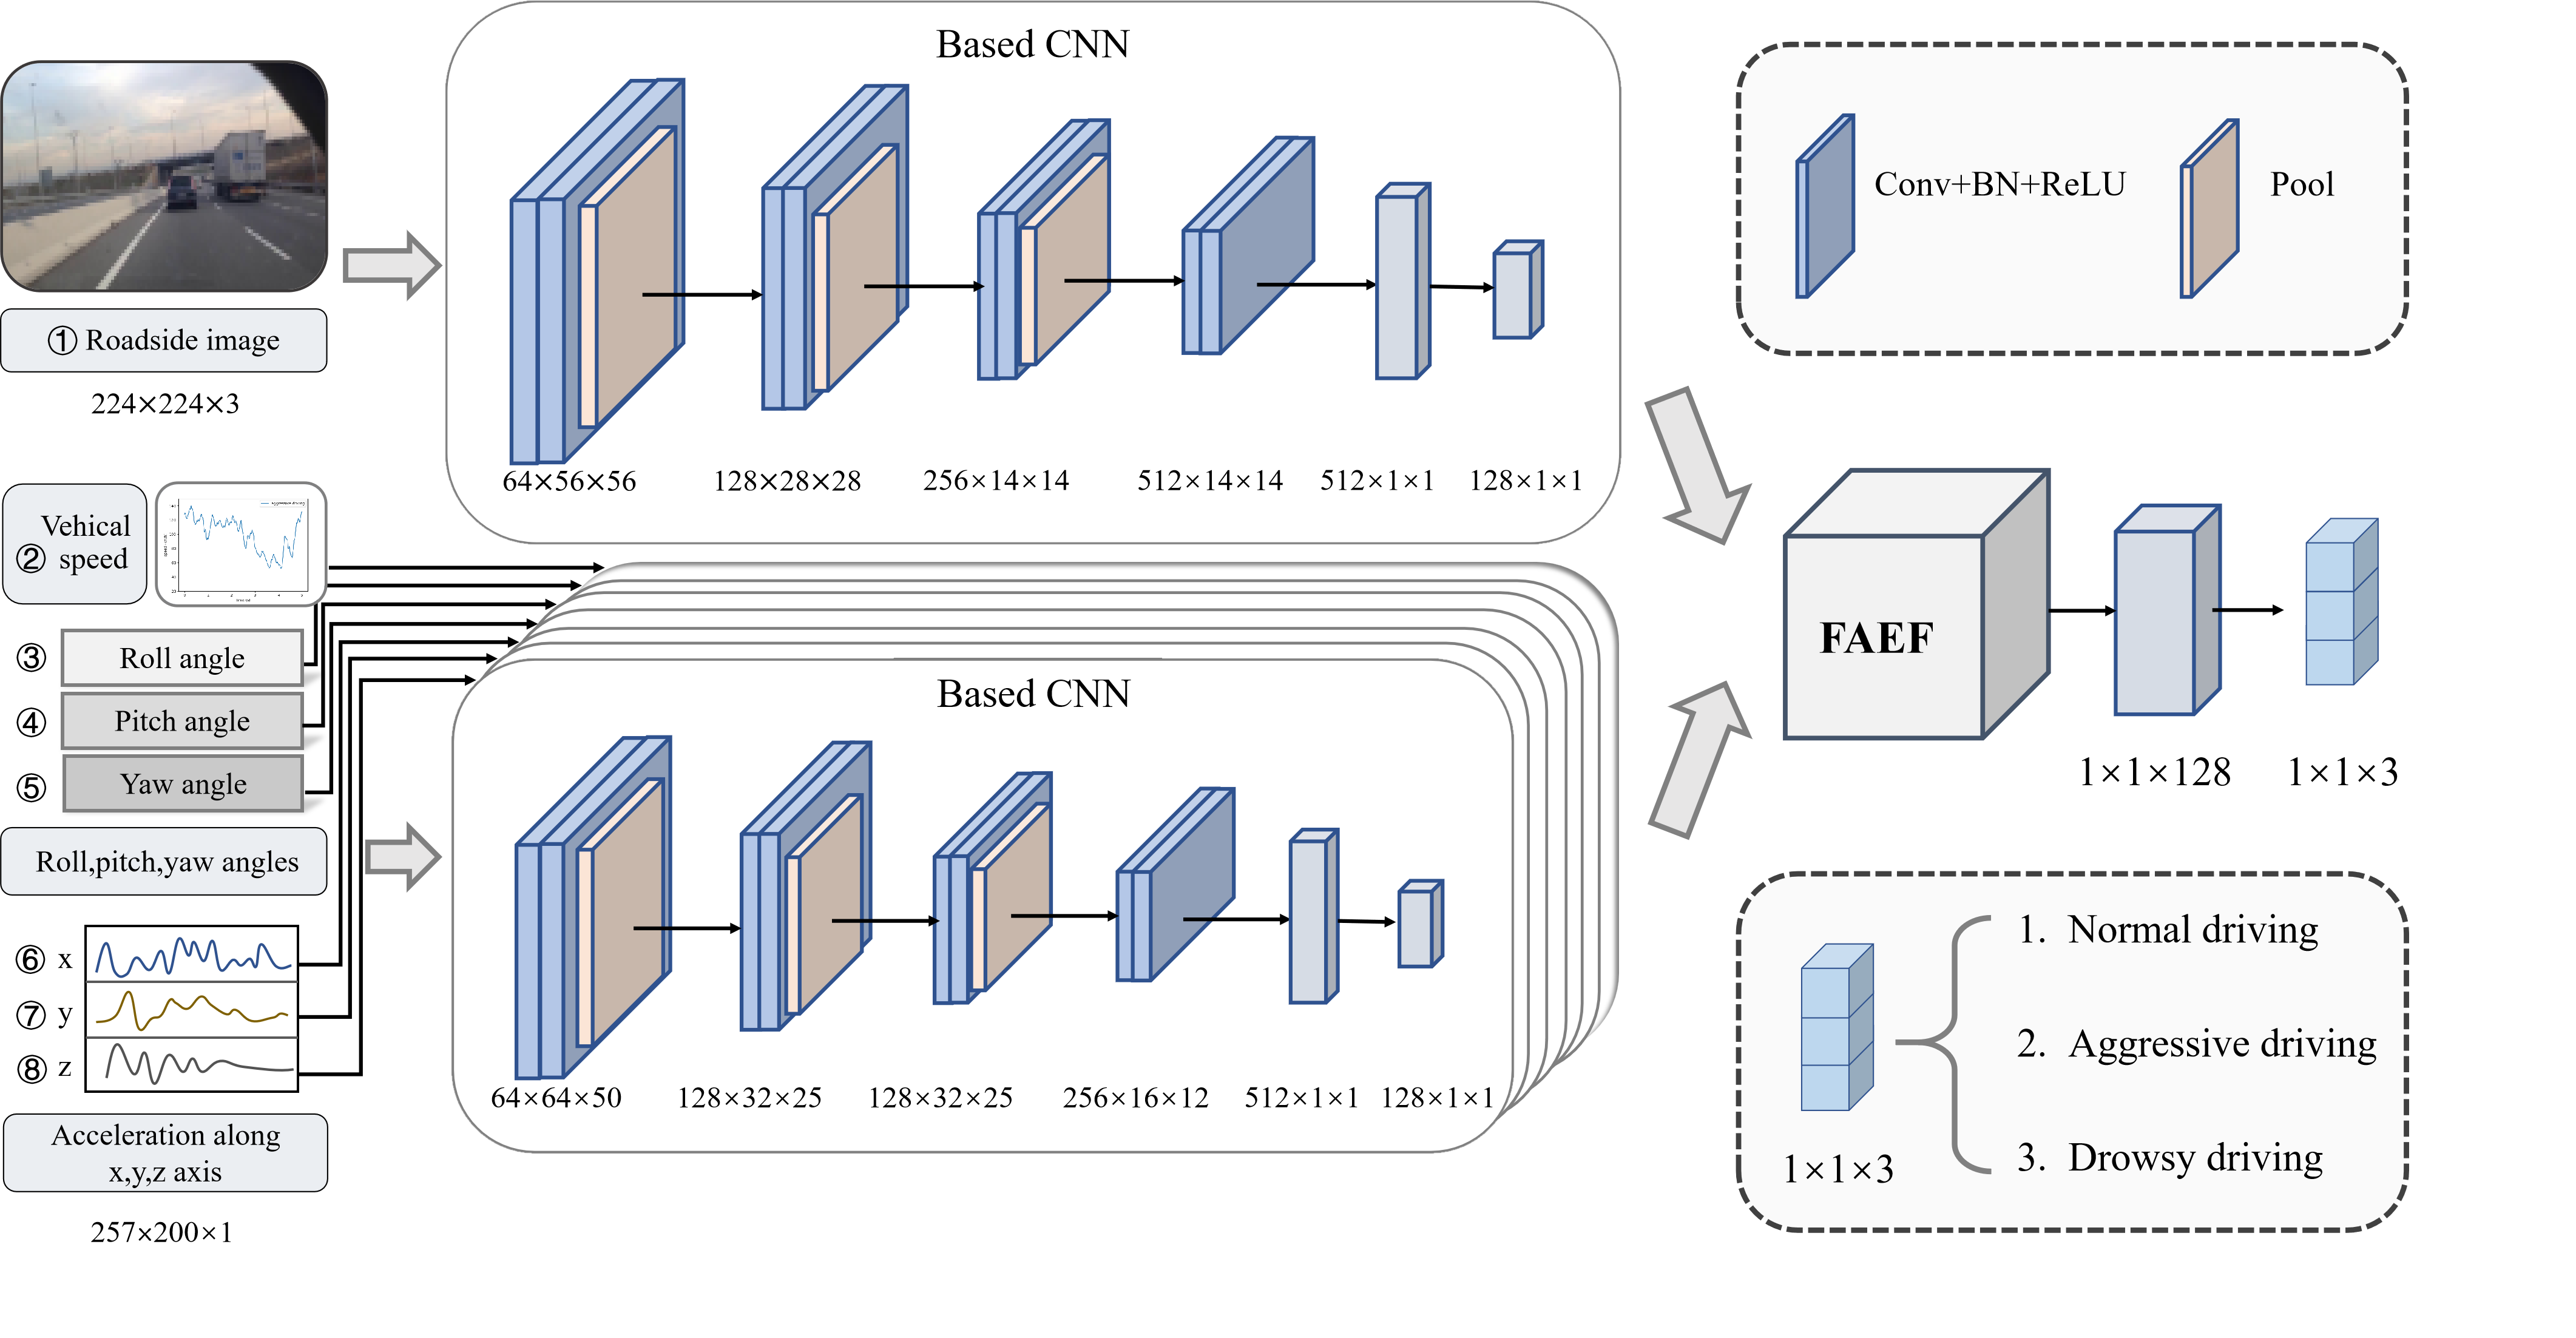 Based CNN
① Roadside image
224×224×3
64×56×56
128×28×28
256×14×14
512×14×14
512×1×1
128×1×1
Conv+BN+ReLU
Pool
② Vehical
speed
Aggressive driving
③ Roll angle
④ Pitch angle
⑤ Yaw angle
Roll,pitch,yaw angles
⑥ x
⑦ y
⑧ z
Acceleration along
x,y,z axis
257×200×1
Based CNN
64×64×50
128×32×25
128×32×25
256×16×12
512×1×1
128×1×1
FAEF
1×1×128
1×1×3
1×1×3
1. Normal driving
2. Aggressive driving
3. Drowsy driving